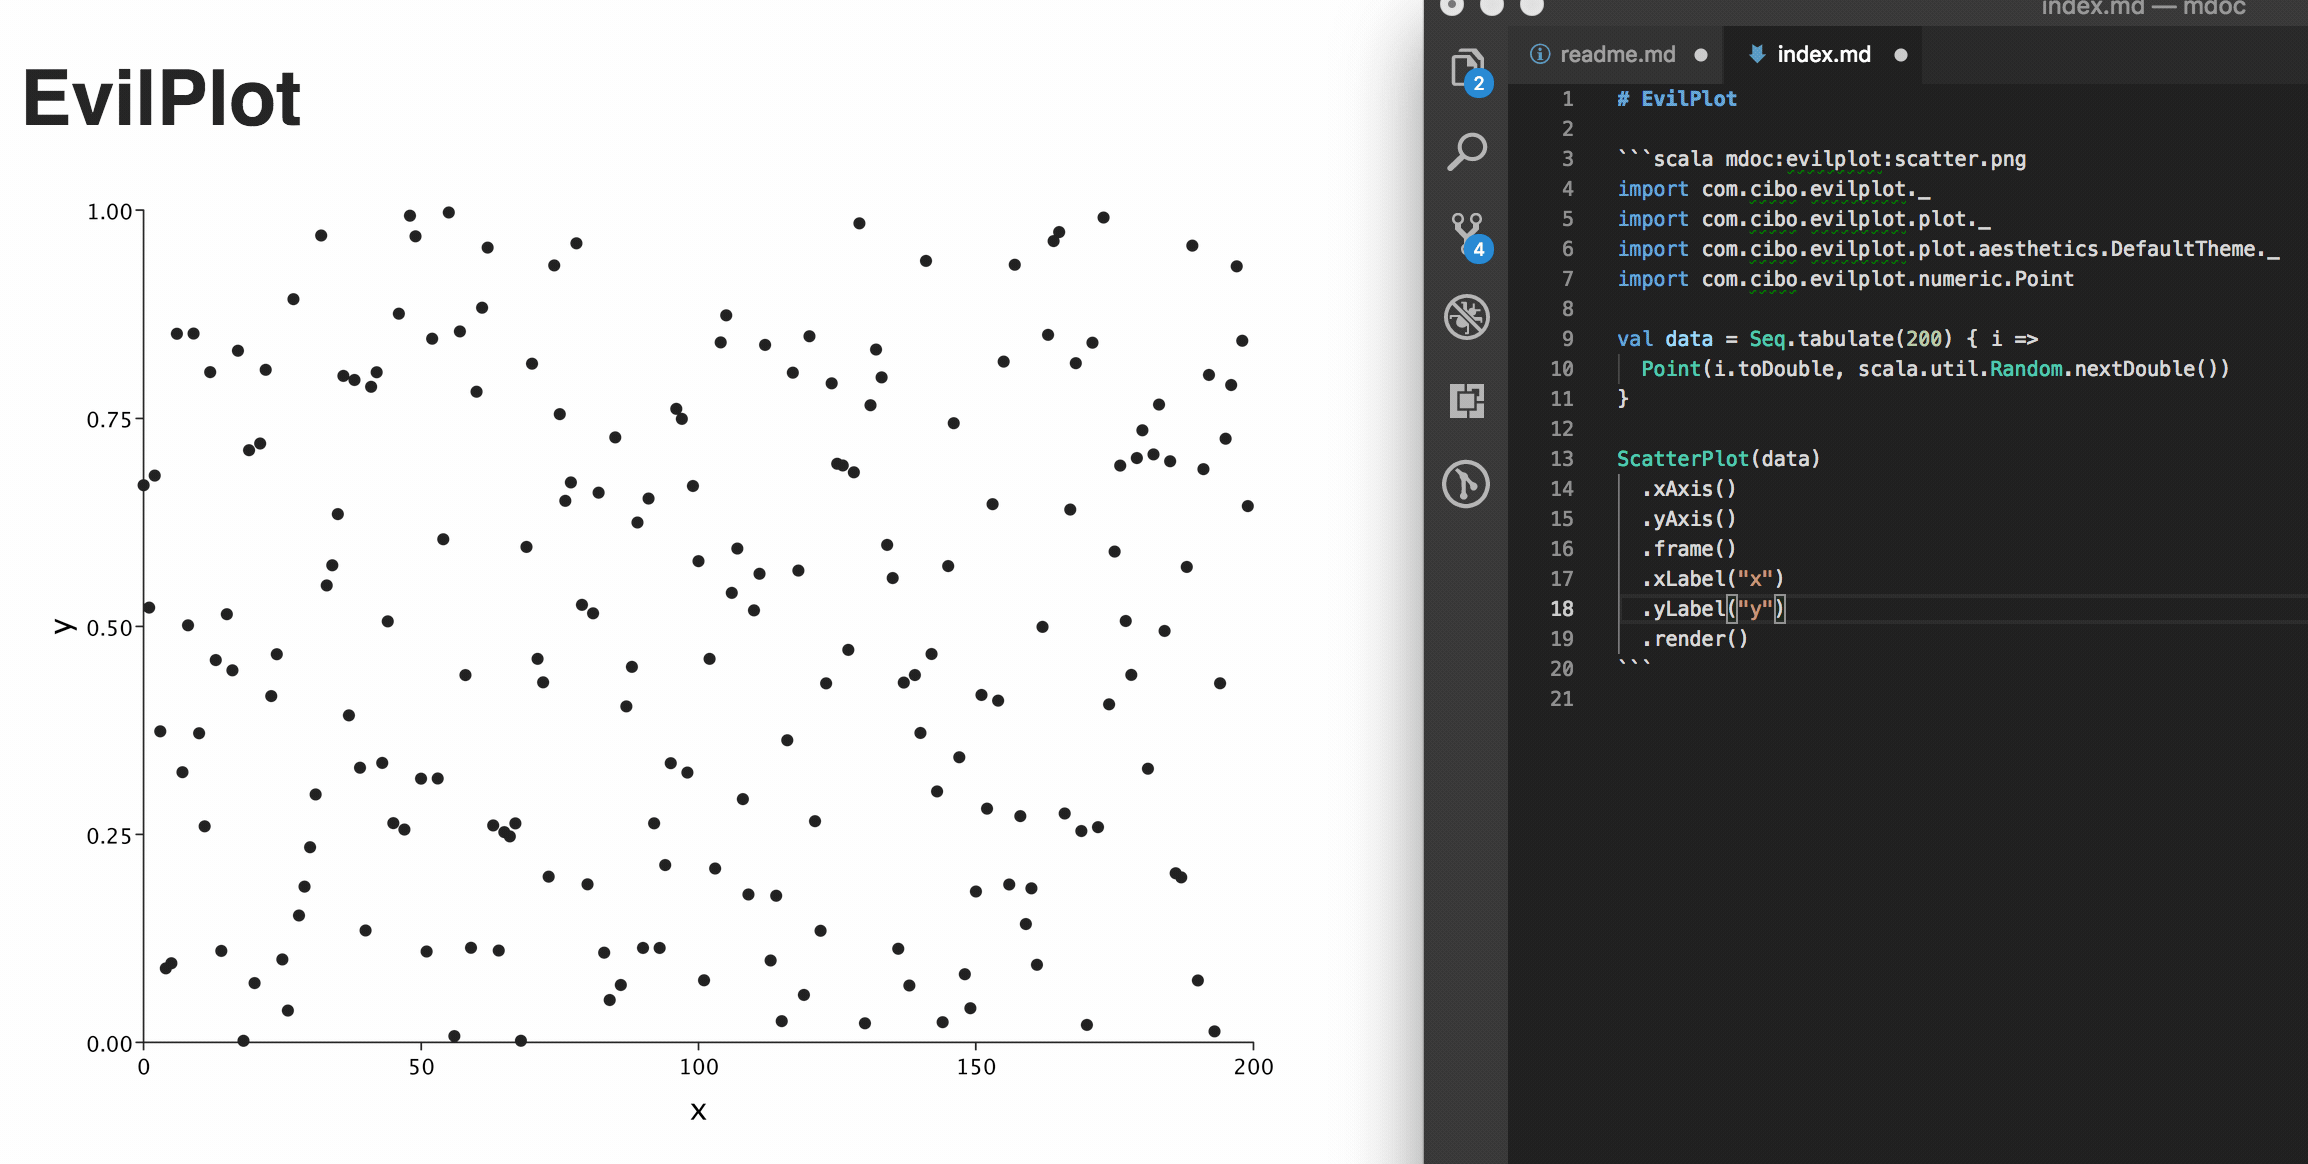 EvilPlot
1.00
0.75
y
0.50
0.25
0.00
0 50 100 150 200
x
index.md — mdoc
readme.md
index.md
2
4
1 # EvilPlot
2
3 ```scala mdoc:evilplot:scatter.png
4 import com.cibo.evilplot._
5 import com.cibo.evilplot.plot._
6 import com.cibo.evilplot.plot.aesthetics.DefaultTheme._
7 import com.cibo.evilplot.numeric.Point
8
9 val data = Seq.tabulate(200) { i =>
10   Point(i.toDouble, scala.util.Random.nextDouble())
11 }
12
13 ScatterPlot(data)
14   .xAxis()
15   .yAxis()
16   .frame()
17   .xLabel("x")
18   .yLabel("y")
19   .render()
20 ```
21